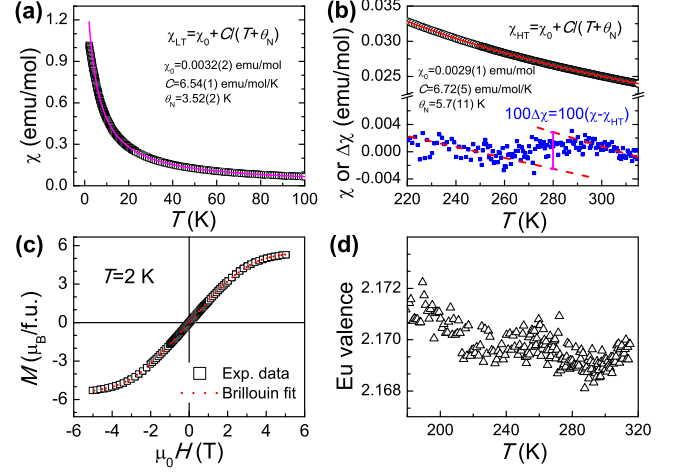 (a)
χLT=χ0+C/(T+θN)
χ0=0.0032(2) emu/mol
C=6.54(1) emu/mol/K
θN=3.52(2) K
χ (emu/mol)
1.2
0.9
0.6
0.3
0.0
0 20 40 60 80 100
T (K)
(b)
χHT=χ0+C/(T+θN)
χ0=0.0029(1) emu/mol
C=6.72(5) emu/mol/K
θN=5.7(11) K
100Δχ=100(χ-χHT)
χ or Δχ (emu/mol)
0.035
0.030
0.025
0.004
0.000
-0.004
220 240 260 280 300
T (K)
(c)
T=2 K
M (μB/f.u.)
6
3
0
-3
-6
Exp. data
Brillouin fit
-6 -4 -2 0 2 4 6
μ0H (T)
(d)
Eu valence
2.172
2.170
2.168
200 240 280 320
T (K)